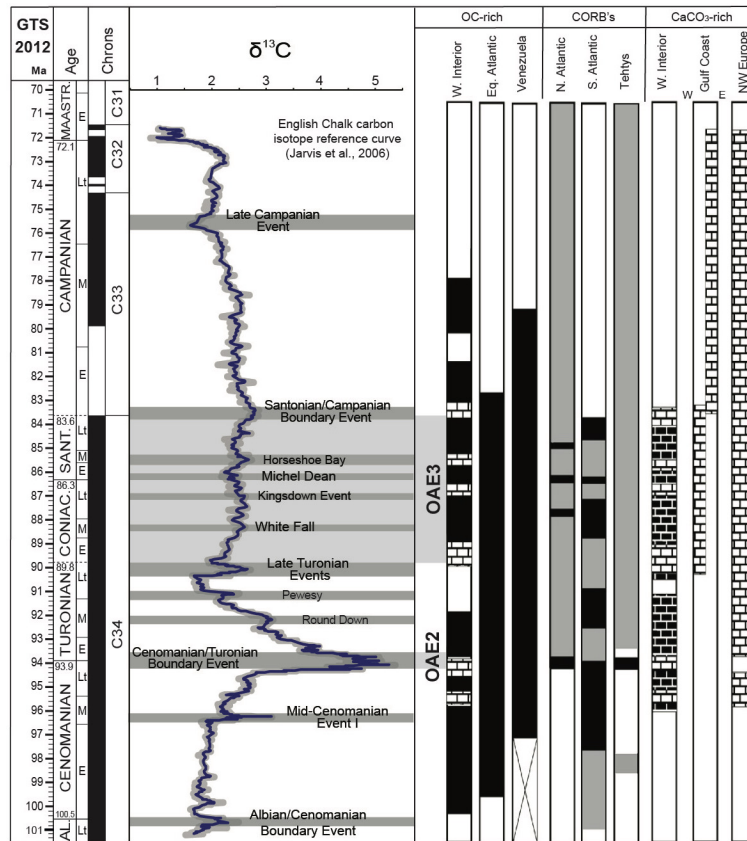 GTS
2012
Ma
Age
Chrons
δ13C
1 2 3 4 5
OC-rich
CORB's
CaCO3-rich
W. Interior
Eq. Atlantic
Venezuela
N. Atlantic
S. Atlantic
Tehtys
W. Interior
W
Gulf Coast
E
NW Europe
English Chalk carbon
isotope reference curve
(Jarvis et al., 2006)
70
71
72
73
74
75
76
77
78
79
80
81
82
83
84
85
86
87
88
89
90
91
92
93
94
95
96
97
98
99
100
101
MAASTR.
E
72.1
CAMPANIAN
Lt
M
E
83.6
SANT.
Lt
M
E
86.3
CONIAC.
Lt
M
E
89.8
TURONIAN
Lt
M
E
93.9
CENOMANIAN
Lt
M
E
100.5
AL.
Lt
C31
C32
C33
C34
Late Campanian
Event
Santonian/Campanian
Boundary Event
Horseshoe Bay
Michel Dean
Kingsdown Event
White Fall
Late Turonian
Events
Pewesy
Round Down
Cenomanian/Turonian
Boundary Event
Mid-Cenomanian
Event I
Albian/Cenomanian
Boundary Event
OAE3
OAE2